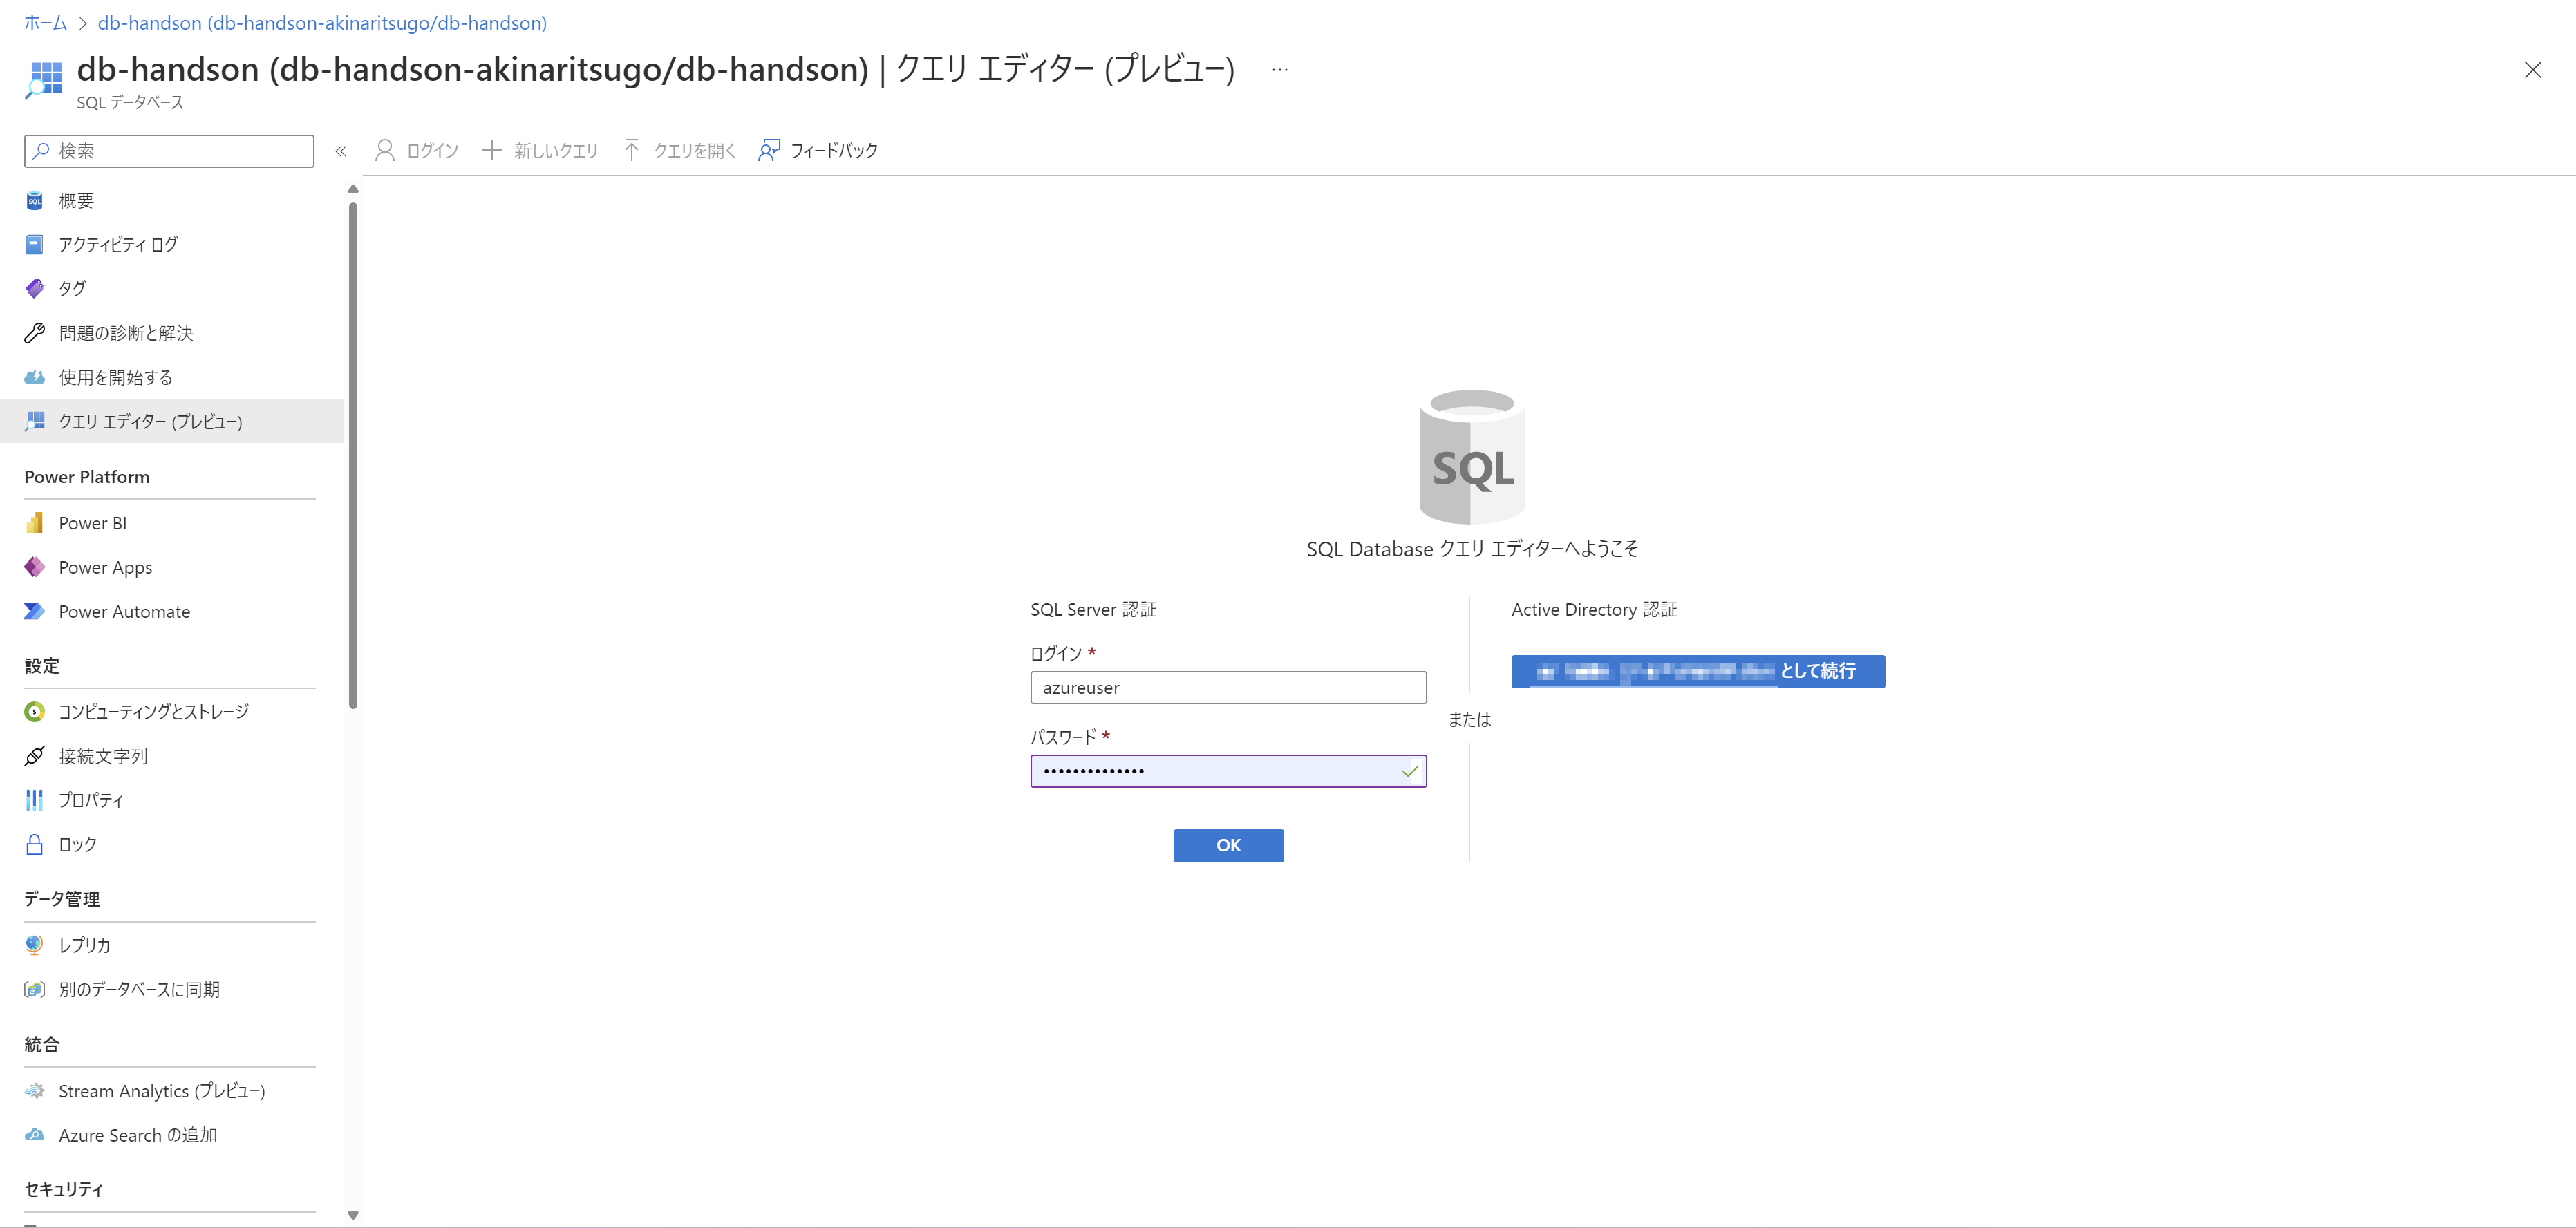 ホーム > db-handson (db-handson-akinaritsugo/db-handson)
db-handson (db-handson-akinaritsugo/db-handson) | クエリ エディター (プレビュー) ...
SQL データベース
検索
«
ログイン
新しいクエリ
クエリを開く
フィードバック
概要
アクティビティ ログ
タグ
問題の診断と解決
使用を開始する
クエリ エディター (プレビュー)
Power Platform
Power BI
Power Apps
Power Automate
設定
コンピューティングとストレージ
接続文字列
プロパティ
ロック
データ管理
レプリカ
別のデータベースに同期
統合
Stream Analytics (プレビュー)
Azure Search の追加
セキュリティ
SQL
SQL Database クエリ エディターへようこそ
SQL Server 認証
ログイン *
azureuser
パスワード *
••••••••••••••
OK
または
Active Directory 認証
として続行